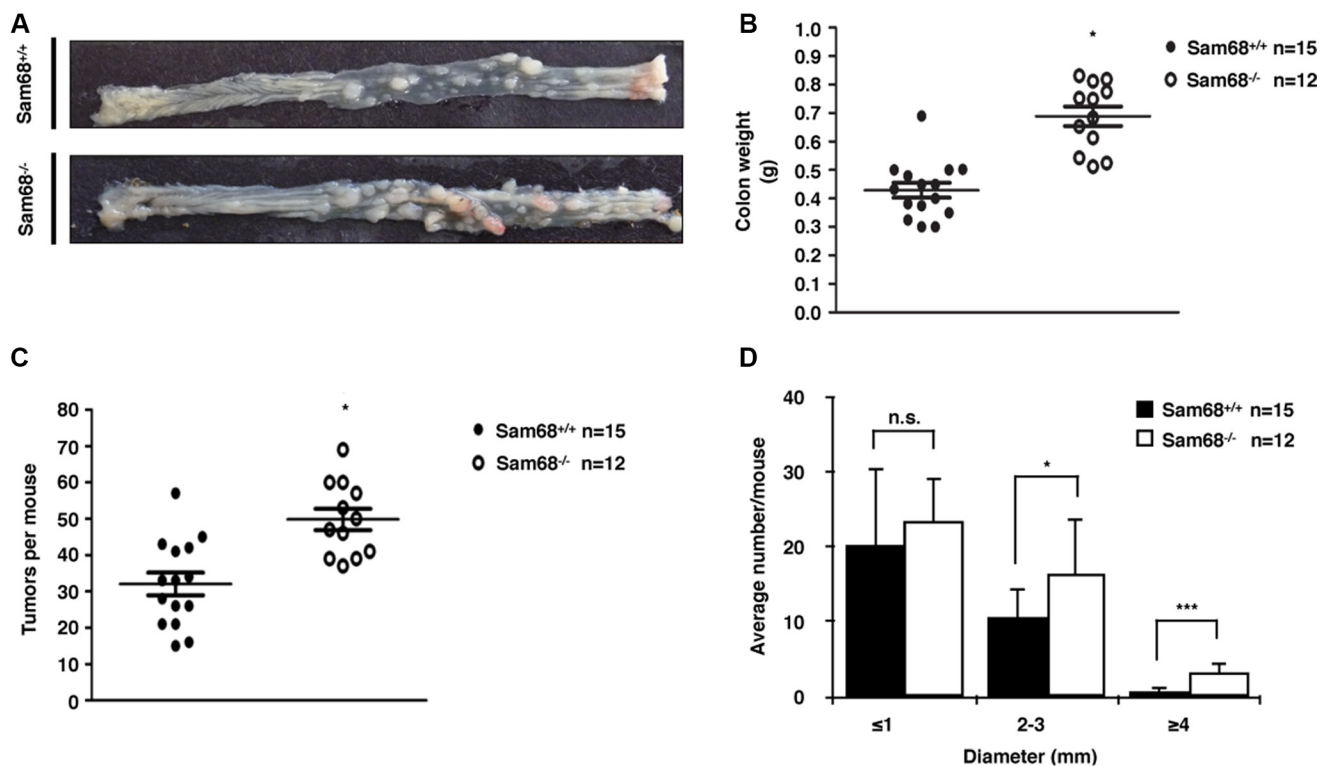 A
Sam68+/+
Sam68-/-
B
1.0
0.9
0.8
0.7
0.6
0.5
0.4
0.3
0.2
0.1
0.0
Colon weight
(g)
*
Sam68+/+ n=15
Sam68-/- n=12
C
80
70
60
50
40
30
20
10
0
Tumors per mouse
*
Sam68+/+ n=15
Sam68-/- n=12
D
40
30
20
10
0
Average number/mouse
n.s.
*
***
Sam68+/+ n=15
Sam68-/- n=12
≤1
2-3
≥4
Diameter (mm)